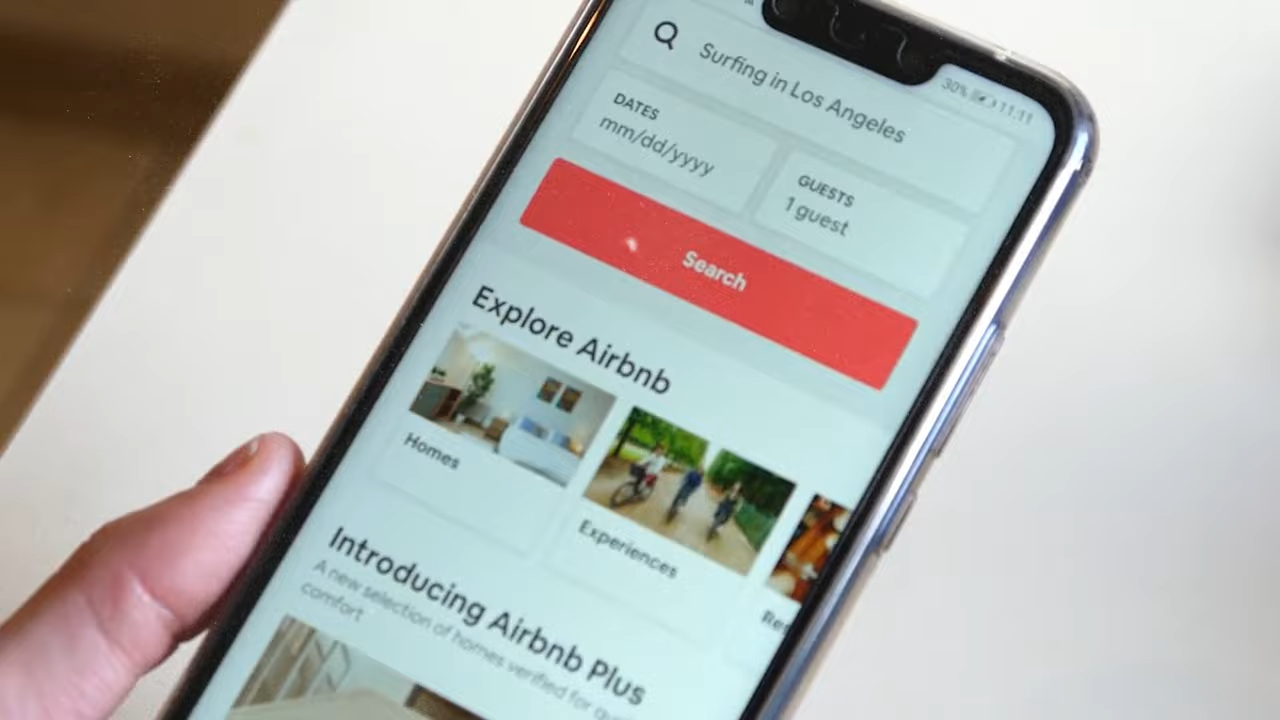 30% 11:11
Surfing in Los Angeles
DATES
mm/dd/yyyy
GUESTS
1 guest
Search
Explore Airbnb
Homes
Experiences
Introducing Airbnb Plus
A new selection of homes verified for
comfort